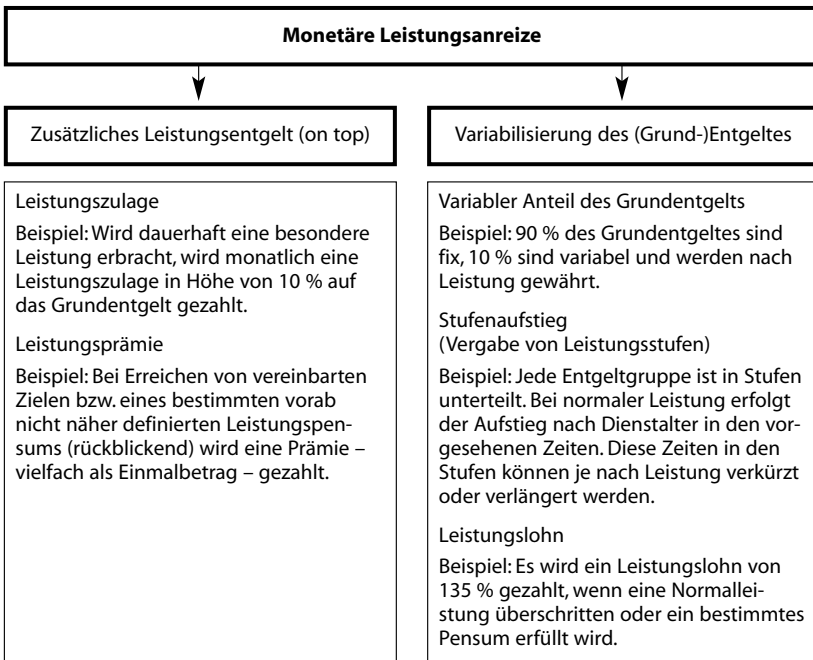 Monetäre Leistungsanreize
Zusätzliches Leistungsentgelt (on top)
Leistungszulage
Beispiel: Wird dauerhaft eine besondere
Leistung erbracht, wird monatlich eine
Leistungszulage in Höhe von 10 % auf
das Grundentgelt gezahlt.
Leistungsprämie
Beispiel: Bei Erreichen von vereinbarten
Zielen bzw. eines bestimmten vorab
nicht näher definierten Leistungspen-
sums (rückblickend) wird eine Prämie –
vielfach als Einmalbetrag – gezahlt.
Variabilisierung des (Grund-)Entgeltes
Variabler Anteil des Grundentgelts
Beispiel: 90 % des Grundentgeltes sind
fix, 10 % sind variabel und werden nach
Leistung gewährt.
Stufenaufstieg
(Vergabe von Leistungsstufen)
Beispiel: Jede Entgeltgruppe ist in Stufen
unterteilt. Bei normaler Leistung erfolgt
der Aufstieg nach Dienstalter in den vor-
gesehenen Zeiten. Diese Zeiten in den
Stufen können je nach Leistung verkürzt
oder verlängert werden.
Leistungslohn
Beispiel: Es wird ein Leistungslohn von
135 % gezahlt, wenn eine Normallei-
stung überschritten oder ein bestimmtes
Pensum erfüllt wird.